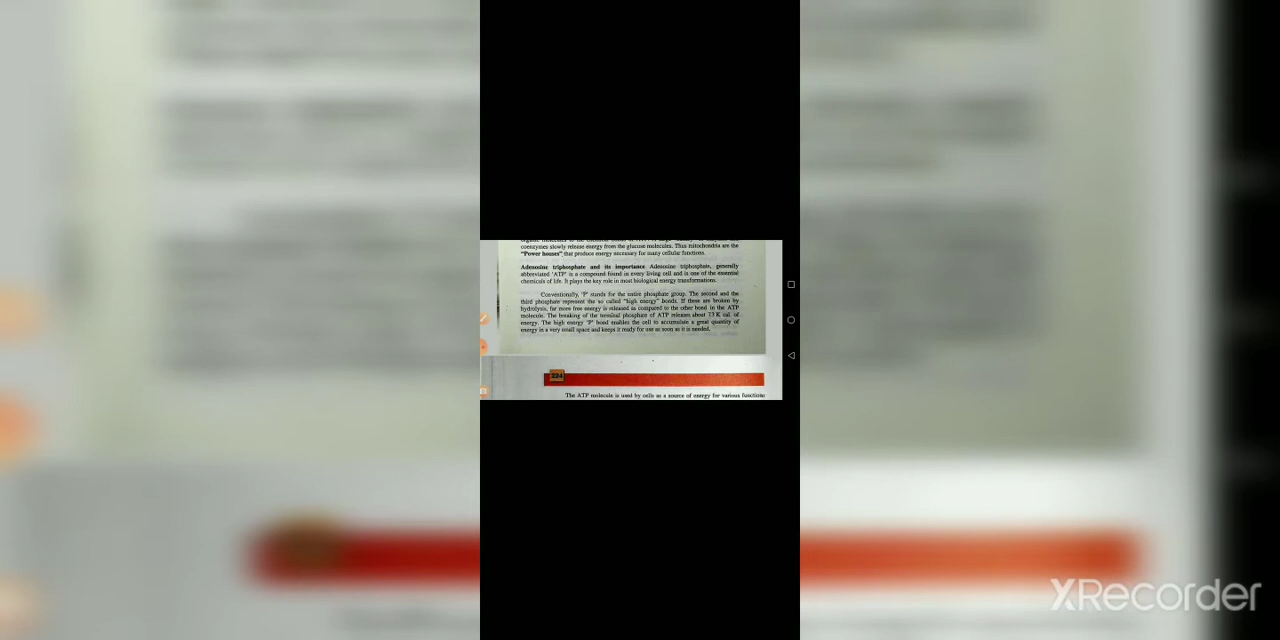 coenzymes slowly release energy from the glucose molecules. Thus mitochondria are the
"Power houses" that produce energy necessary for many cellular functions.
Adenosine triphosphate and its importance Adenosine triphosphate, generally
abbreviated 'ATP' is a compound found in every living cell and is one of the essential
chemicals of life. It plays the key role in most biological energy transformations.
Conventionally, 'P' stands for the entire phosphate group. The second and the
third phosphate represent the so called "high energy" bonds. If these are broken by
hydrolysis, far more free energy is released as compared to the other bond in the ATP
molecule. The breaking of the terminal phosphate of ATP releases about 7.3 K cal. of
energy. The high energy 'P' bond enables the cell to accumulate a great quantity of
energy in a very small space and keeps it ready for use as soon as it is needed.
The ATP molecule is used by cells as a source of energy for various functions
XRecorder